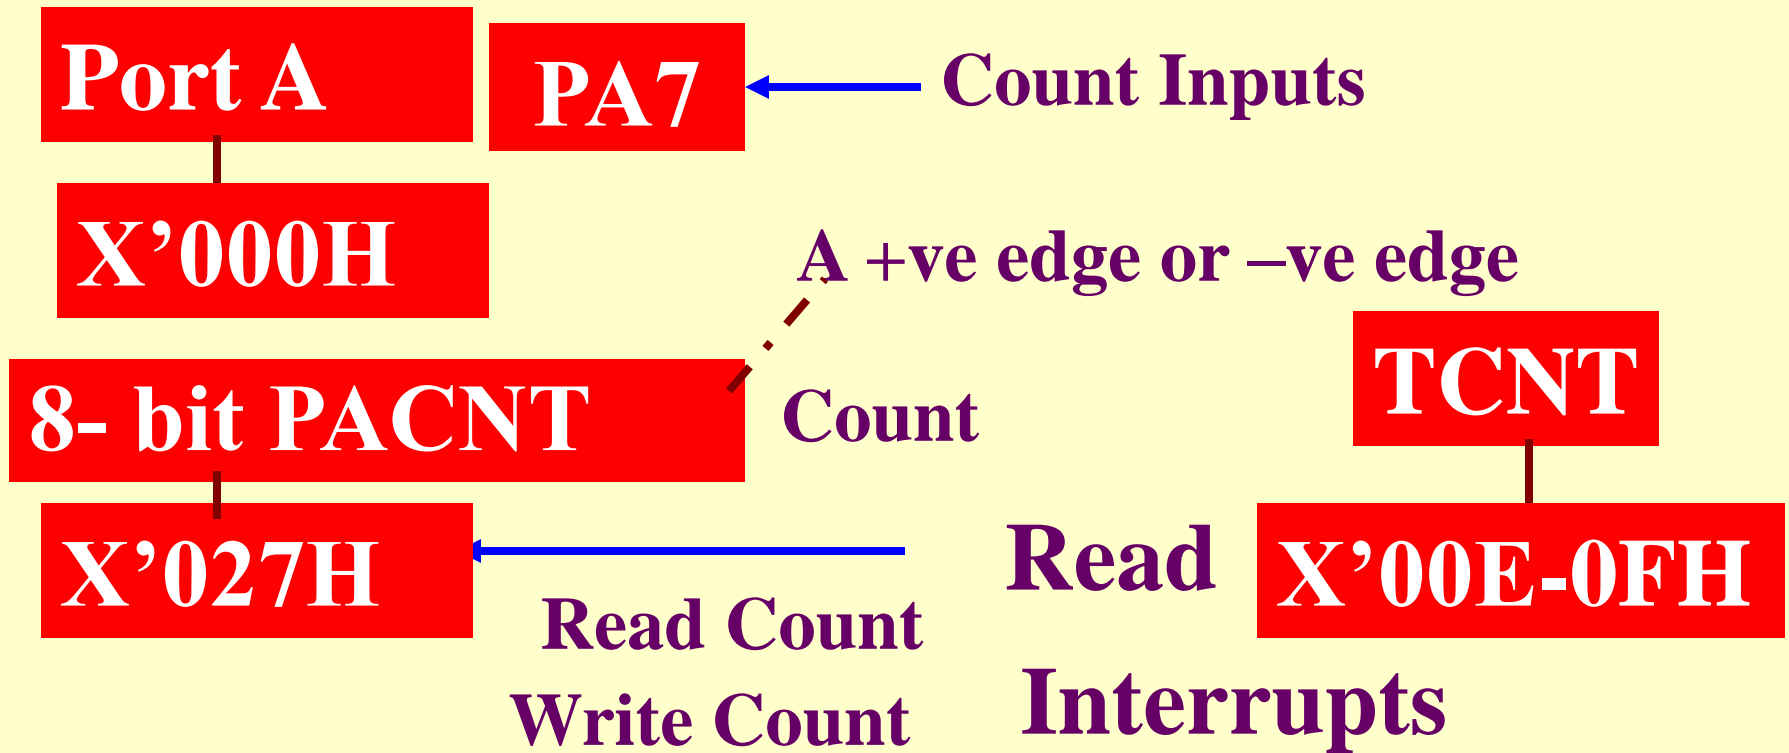 Port A
PA7
Count Inputs
X’000H
A +ve edge or –ve edge
TCNT
8- bit PACNT
Count
X’027H
Read
X’00E-0FH
Read Count
Write Count
Interrupts